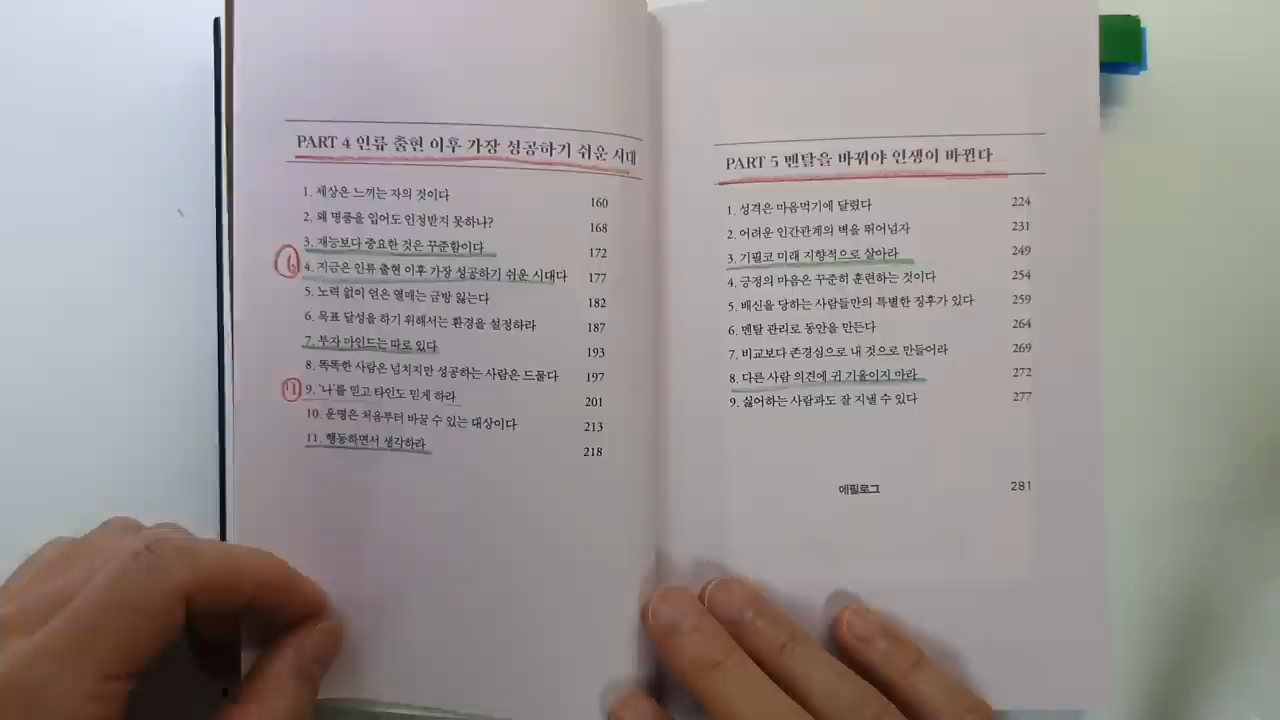 PART 4 인류 출현 이후 가장 성공하기 쉬운 시대
1. 세상은 느끼는 자의 것이다 160
2. 왜 명품을 입어도 인정받지 못하나? 168
3. 재능보다 중요한 것은 꾸준함이다 172
4. 지금은 인류 출현 이후 가장 성공하기 쉬운 시대다 177
5. 노력 없이 얻은 열매는 금방 잃는다 182
6. 목표 달성을 하기 위해서는 환경을 설정하라 187
7. 부자 마인드는 따로 있다 193
8. 똑똑한 사람은 넘치지만 성공하는 사람은 드물다 197
9. '나'를 믿고 타인도 믿게 하라 201
10. 운명은 처음부터 바꿀 수 있는 대상이다 213
11. 행동하면서 생각하라 218
PART 5 멘탈을 바꿔야 인생이 바뀐다
1. 성격은 마음먹기에 달렸다 224
2. 어려운 인간관계의 벽을 뛰어넘자 231
3. 기필코 미래 지향적으로 살아라 249
4. 긍정의 마음은 꾸준히 훈련하는 것이다 254
5. 배신을 당하는 사람들만의 특별한 징후가 있다 259
6. 멘탈 관리로 동안을 만든다 264
7. 비교보다 존경심으로 내 것으로 만들어라 269
8. 다른 사람 의견에 귀 기울이지 마라 272
9. 싫어하는 사람과도 잘 지낼 수 있다 277
에필로그 281